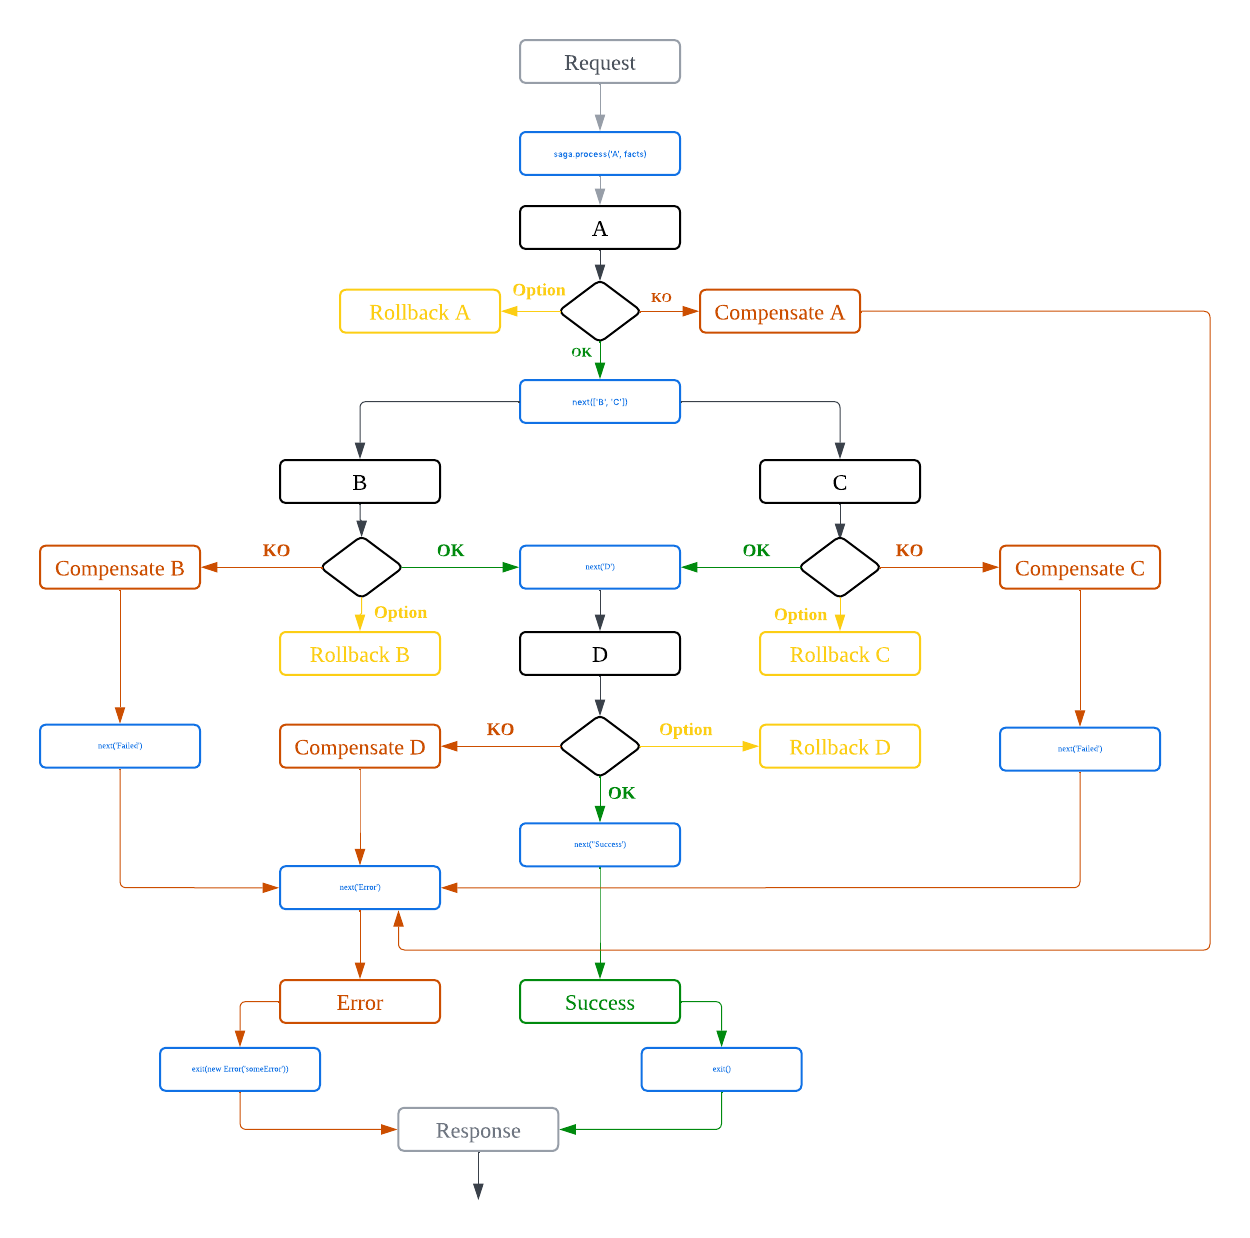 Request
saga.process('A', facts)
A
Option
KO
Rollback A
Compensate A
OK
next(['B', 'C'])
B
C
KO
OK
OK
KO
Compensate B
next('D')
Compensate C
Option
Option
Rollback B
D
Rollback C
KO
Option
next('Failed')
Compensate D
Rollback D
next('Failed')
OK
next("Success')
next('Error')
Error
Success
exit(new Error('someError'))
exit()
Response